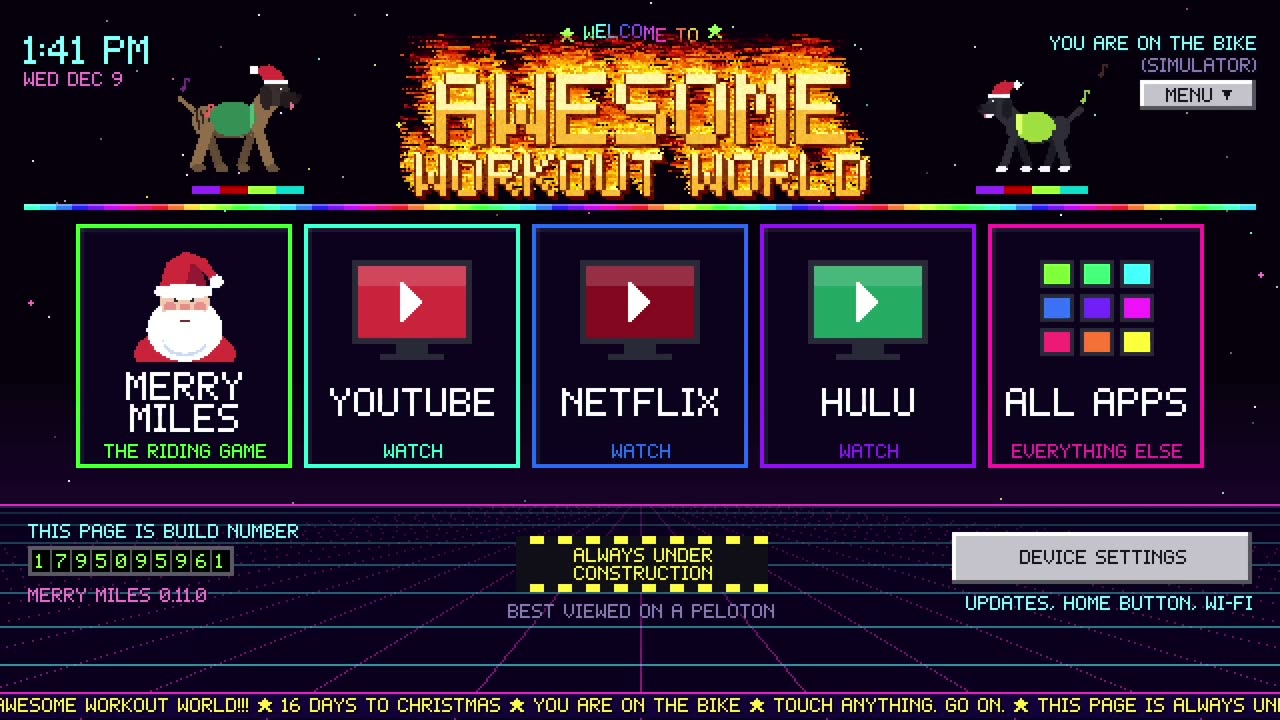 1:41 PM
WED DEC 9
★ WELCOME TO ★
AWESOME
WORKOUT WORLD
YOU ARE ON THE BIKE
(SIMULATOR)
MENU ▼
MERRY
MILES
THE RIDING GAME
YOUTUBE
WATCH
NETFLIX
WATCH
HULU
WATCH
ALL APPS
EVERYTHING ELSE
THIS PAGE IS BUILD NUMBER
1795095961
MERRY MILES 0.11.0
ALWAYS UNDER
CONSTRUCTION
BEST VIEWED ON A PELOTON
DEVICE SETTINGS
UPDATES, HOME BUTTON, WI-FI
AWESOME WORKOUT WORLD!!! ★ 16 DAYS TO CHRISTMAS ★ YOU ARE ON THE BIKE ★ TOUCH ANYTHING. GO ON. ★ THIS PAGE IS ALWAYS UN